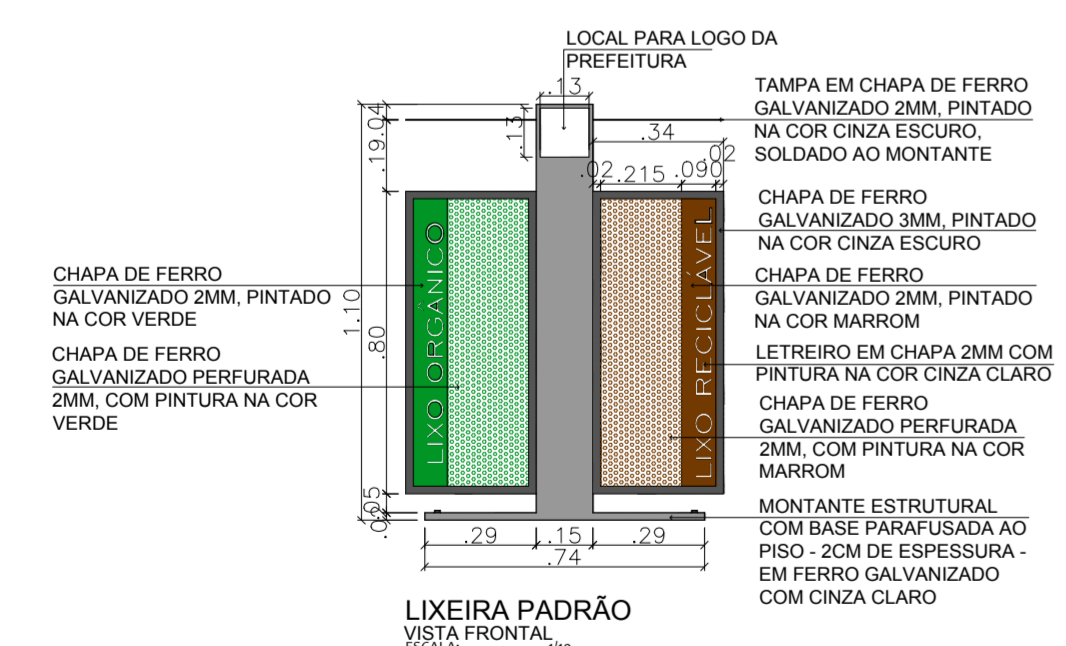 LOCAL PARA LOGO DA
PREFEITURA
TAMPA EM CHAPA DE FERRO
GALVANIZADO 2MM, PINTADO
NA COR CINZA ESCURO,
SOLDADO AO MONTANTE
.13
.13
.04
.19
.34
.02
.02
.215
.090
CHAPA DE FERRO
GALVANIZADO 3MM, PINTADO
NA COR CINZA ESCURO
CHAPA DE FERRO
GALVANIZADO 2MM, PINTADO
NA COR VERDE
CHAPA DE FERRO
GALVANIZADO 2MM, PINTADO
NA COR MARROM
1.10
.80
LIXO ORGÂNICO
LIXO RECICLÁVEL
CHAPA DE FERRO
GALVANIZADO PERFURADA
2MM, COM PINTURA NA COR
VERDE
LETREIRO EM CHAPA 2MM COM
PINTURA NA COR CINZA CLARO
CHAPA DE FERRO
GALVANIZADO PERFURADA
2MM, COM PINTURA NA COR
MARROM
.05
MONTANTE ESTRUTURAL
COM BASE PARAFUSADA AO
PISO - 2CM DE ESPESSURA -
EM FERRO GALVANIZADO
COM CINZA CLARO
.29
.15
.29
.74
LIXEIRA PADRÃO
VISTA FRONTAL